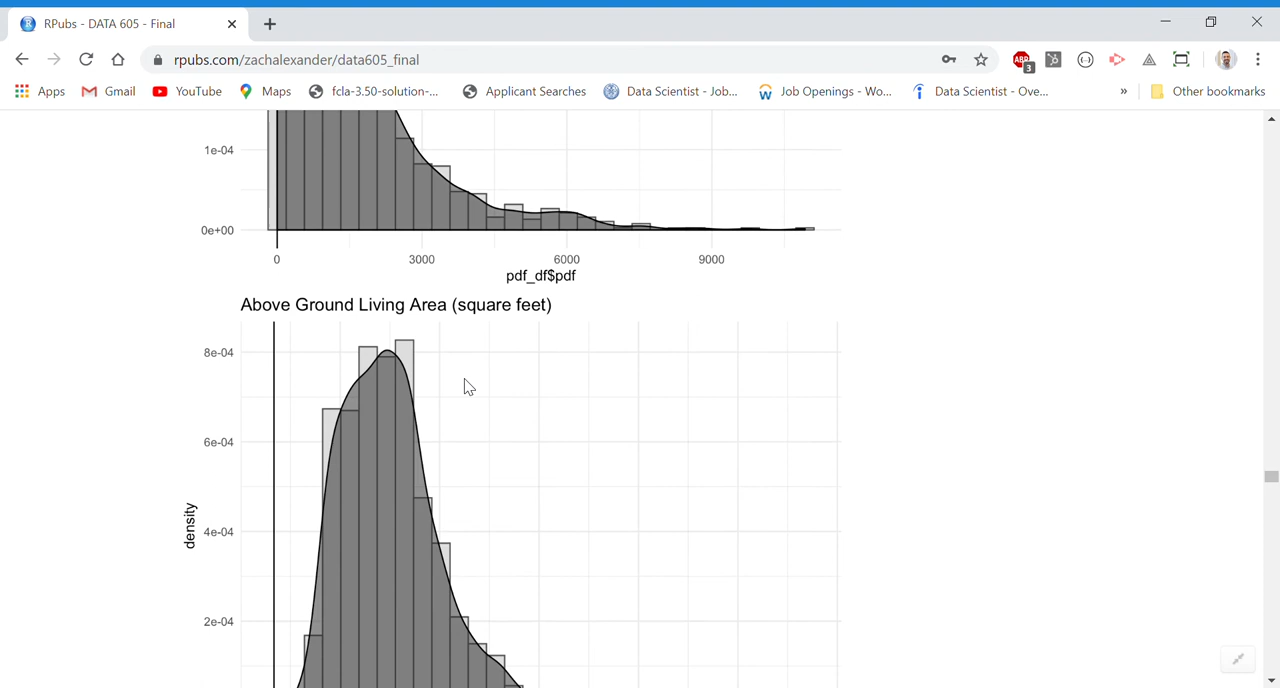 RPubs - DATA 605 - Final
rpubs.com/zachalexander/data605_final
ABP
3
Apps
Gmail
YouTube
Maps
fcla-3.50-solution-...
Applicant Searches
Data Scientist - Job...
Job Openings - Wo...
Data Scientist - Ove...
»
Other bookmarks
1e-04
0e+00
0 3000 6000 9000
pdf_df$pdf
Above Ground Living Area (square feet)
8e-04
6e-04
density
4e-04
2e-04